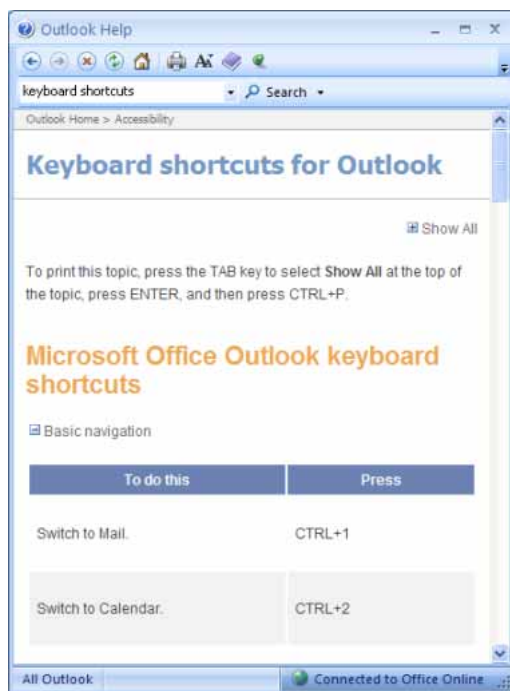 Outlook Help
keyboard shortcuts Search
Outlook Home > Accessibility
Keyboard shortcuts for Outlook
Show All
To print this topic, press the TAB key to select Show All at the top of
the topic, press ENTER, and then press CTRL+P.
Microsoft Office Outlook keyboard
shortcuts
Basic navigation
To do this Press
Switch to Mail. CTRL+1
Switch to Calendar. CTRL+2
All Outlook Connected to Office Online